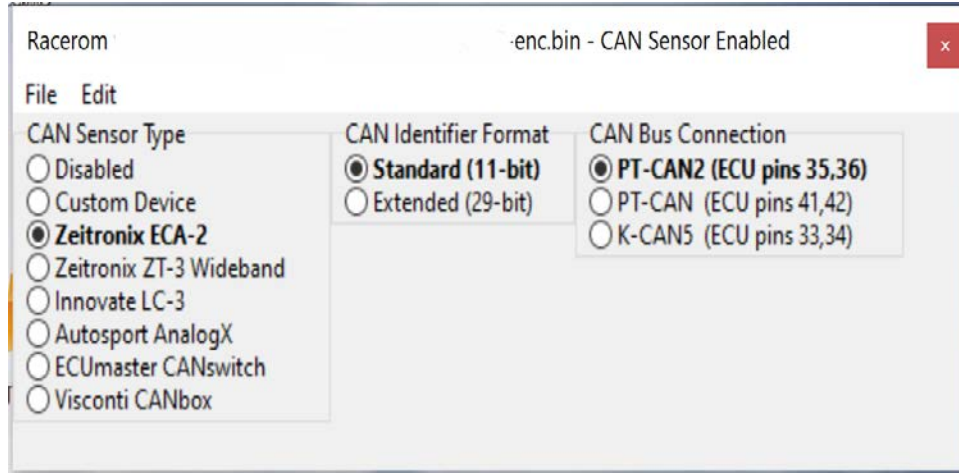 Racerom -enc.bin - CAN Sensor Enabled
x
File Edit
CAN Sensor Type
Disabled
Custom Device
Zeitronix ECA-2
Zeitronix ZT-3 Wideband
Innovate LC-3
Autosport AnalogX
ECUmaster CANswitch
Visconti CANbox
CAN Identifier Format
Standard (11-bit)
Extended (29-bit)
CAN Bus Connection
PT-CAN2 (ECU pins 35,36)
PT-CAN (ECU pins 41,42)
K-CAN5 (ECU pins 33,34)